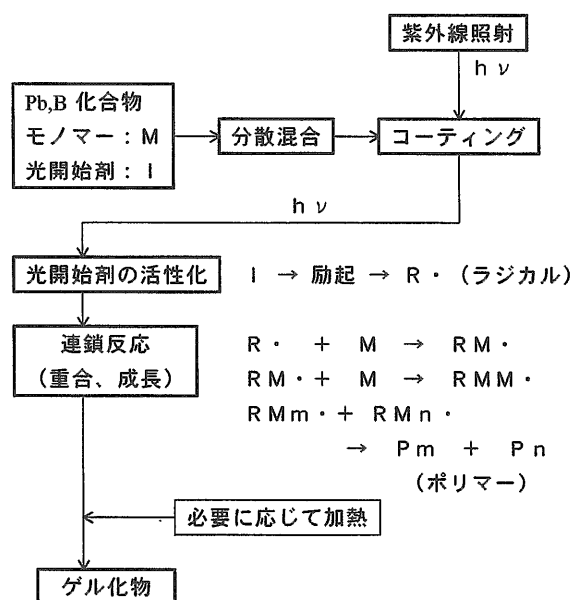 紫外線照射
hν
Pb,B 化合物
モノマー：M
光開始剤：I
分散混合
コーティング
hν
光開始剤の活性化
I → 励起 → R・（ラジカル）
連鎖反応
（重合、成長）
R・ + M → RM・
RM・+ M → RMM・
RMm・+ RMn・
→ Pm + Pn
（ポリマー）
必要に応じて加熱
ゲル化物